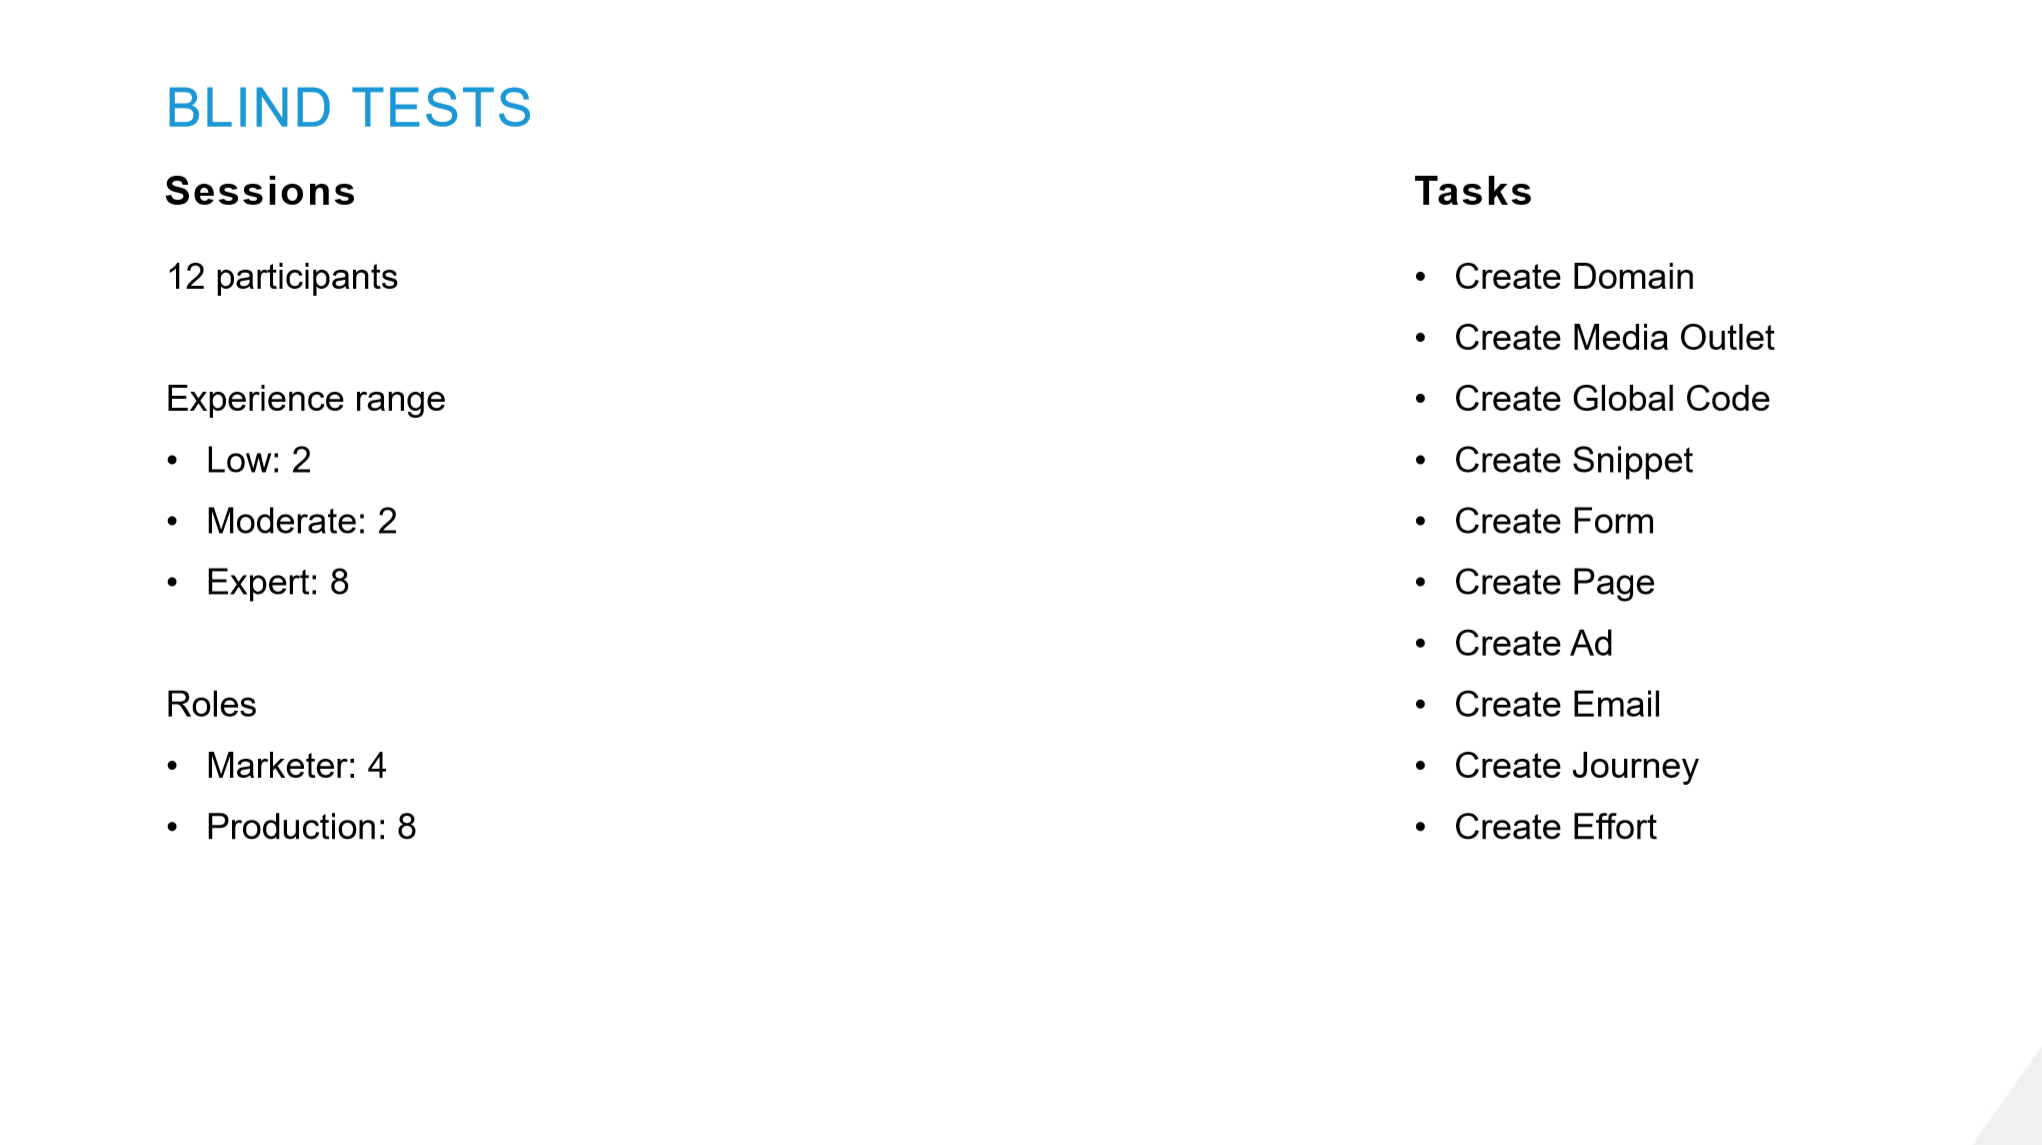 BLIND TESTS
Sessions
12 participants
Experience range
• Low: 2
• Moderate: 2
• Expert: 8
Roles
• Marketer: 4
• Production: 8
Tasks
• Create Domain
• Create Media Outlet
• Create Global Code
• Create Snippet
• Create Form
• Create Page
• Create Ad
• Create Email
• Create Journey
• Create Effort